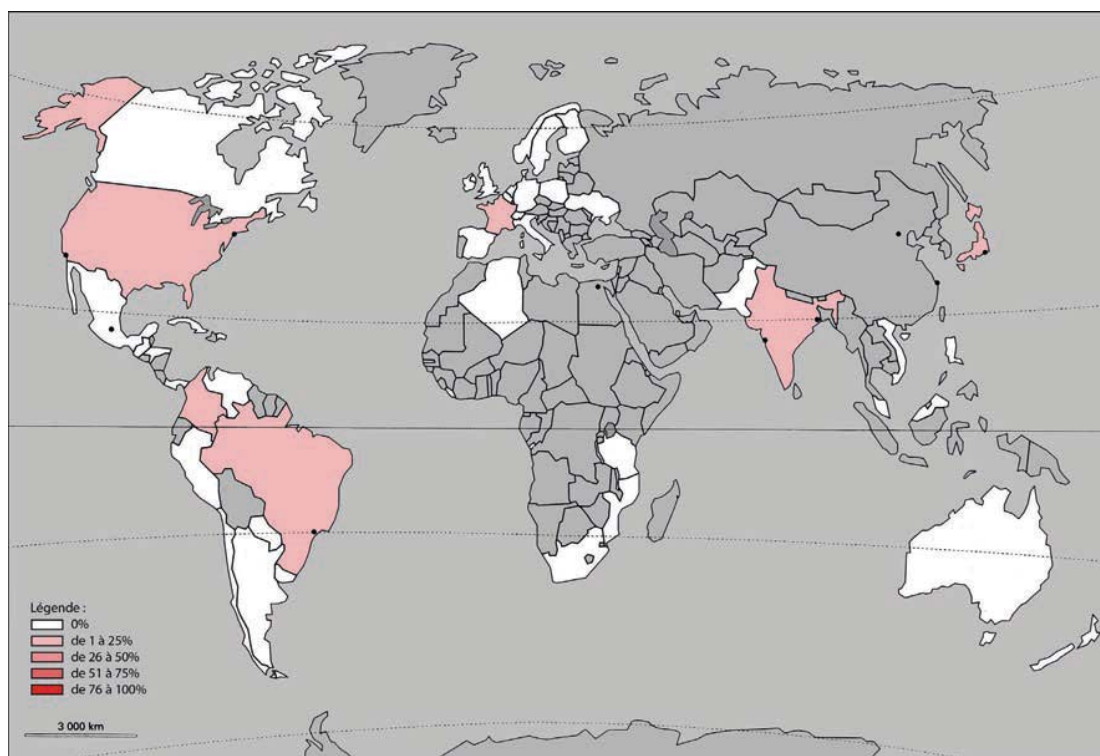 Légende :
0%
de 1 à 25%
de 26 à 50%
de 51 à 75%
de 76 à 100%
3 000 km